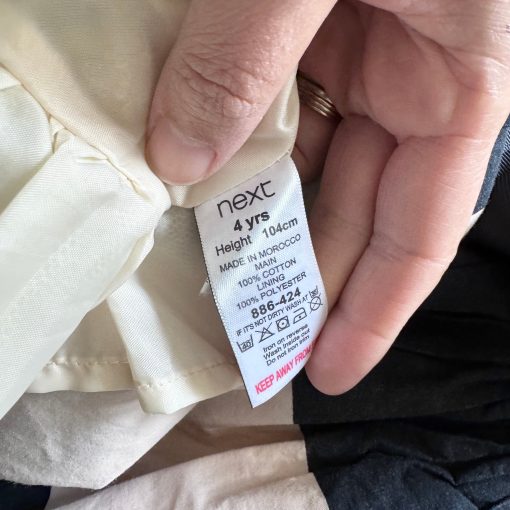 next
4 yrs
Height 104cm
MADE IN MOROCCO
MAIN
100% COTTON
LINING
100% POLYESTER
886-424
IF IT'S NOT DIRTY WASH AT
Iron on reverse
Wash inside out
Do not iron trim
KEEP AWAY FROM